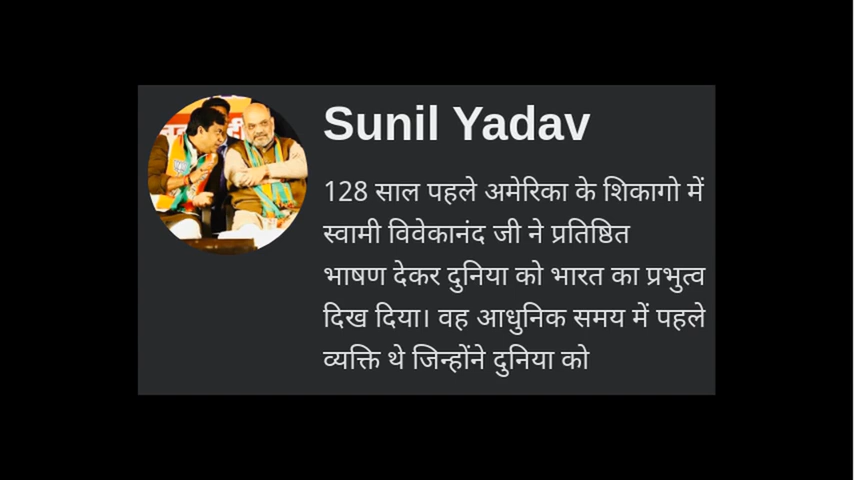 Sunil Yadav
128 साल पहले अमेरिका के शिकागो में
स्वामी विवेकानंद जी ने प्रतिष्ठित
भाषण देकर दुनिया को भारत का प्रभुत्व
दिख दिया। वह आधुनिक समय में पहले
व्यक्ति थे जिन्होंने दुनिया को